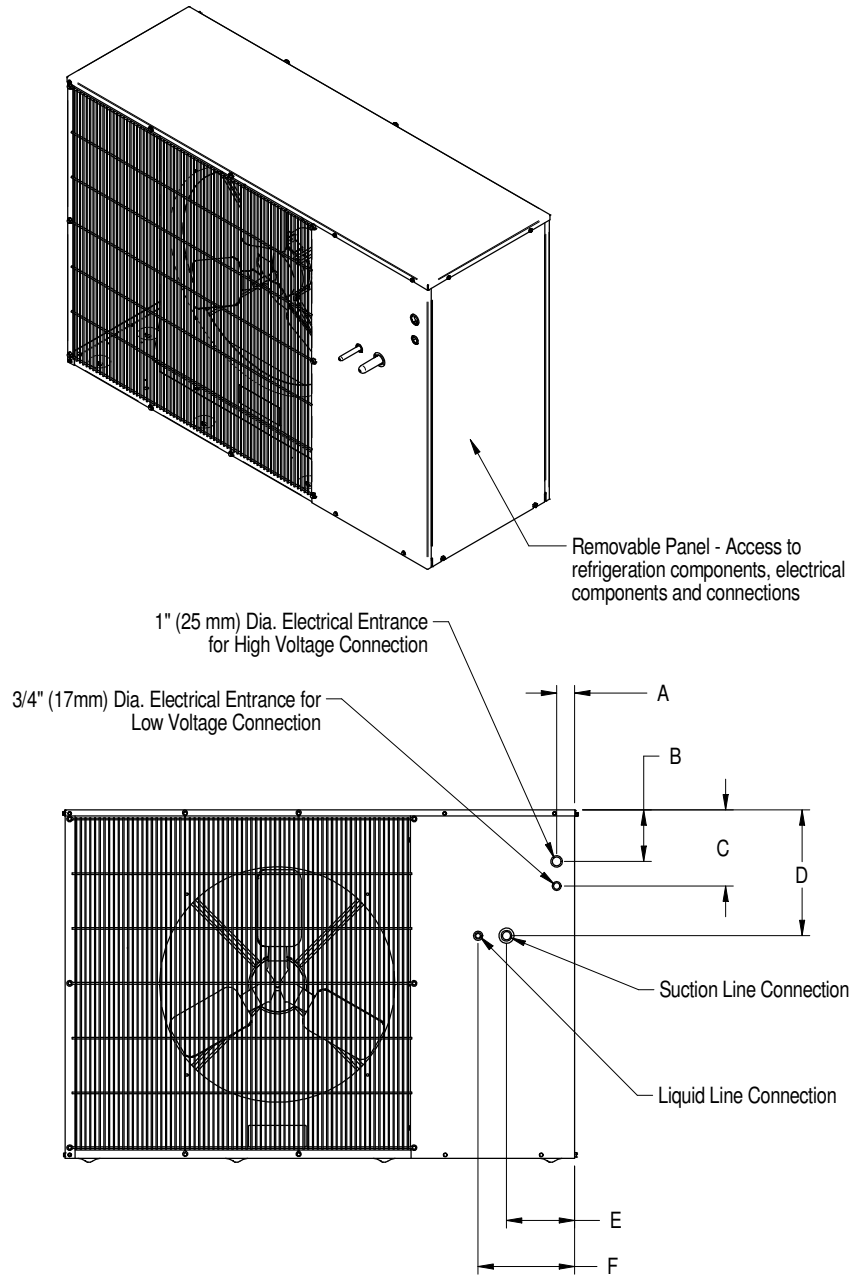 Removable Panel - Access to
refrigeration components, electrical
components and connections
1" (25 mm) Dia. Electrical Entrance
for High Voltage Connection
3/4" (17mm) Dia. Electrical Entrance for
Low Voltage Connection
A
B
C
D
Suction Line Connection
Liquid Line Connection
E
F